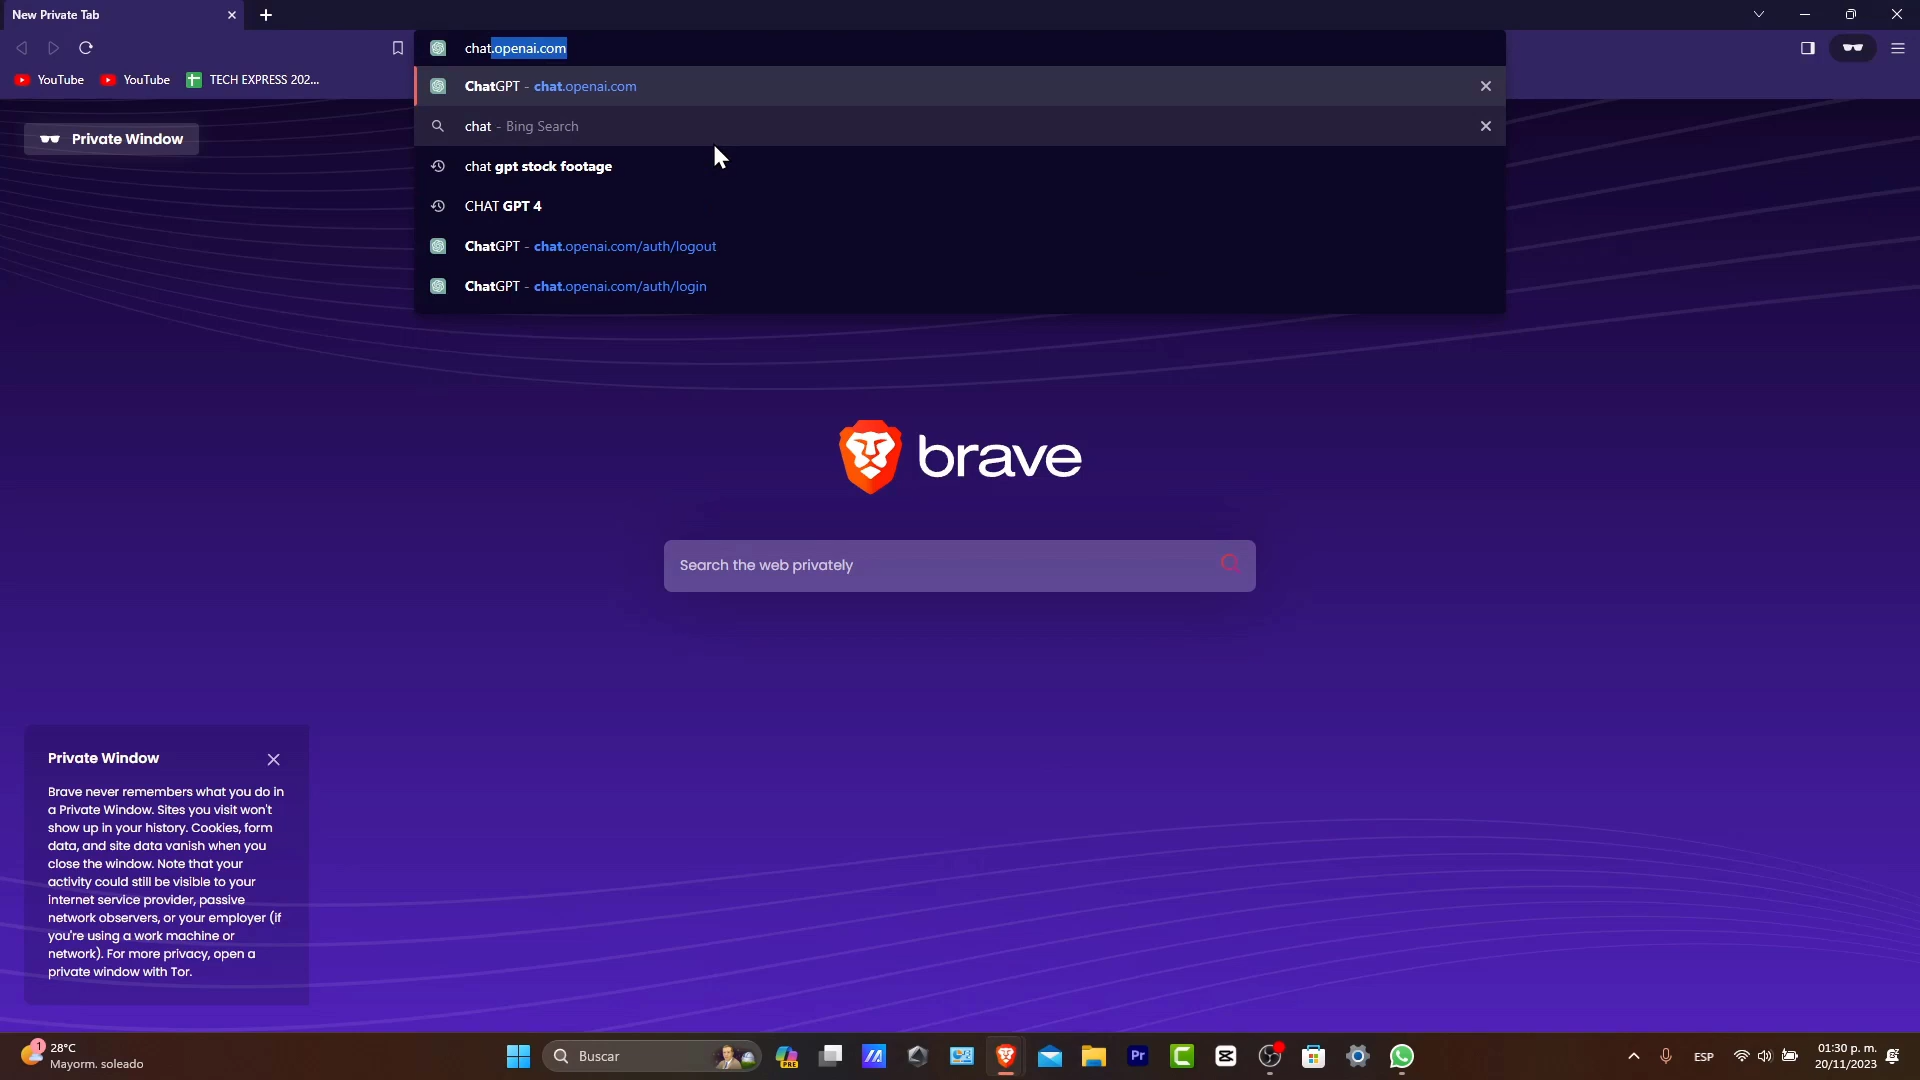 New Private Tab
chat.openai.com
YouTube
YouTube
TECH EXPRESS 202...
ChatGPT - chat.openai.com
chat - Bing Search
chat gpt stock footage
CHAT GPT 4
ChatGPT - chat.openai.com/auth/logout
ChatGPT - chat.openai.com/auth/login
Private Window
brave
Search the web privately
Private Window
Brave never remembers what you do in
a Private Window. Sites you visit won't
show up in your history. Cookies, form
data, and site data vanish when you
close the window. Note that your
activity could still be visible to your
internet service provider, passive
network observers, or your employer (if
you're using a work machine or
network). For more privacy, open a
private window with Tor.
1
28°C
Mayorm. soleado
Buscar
PRE
Pr
ESP
01:30 p. m.
20/11/2023